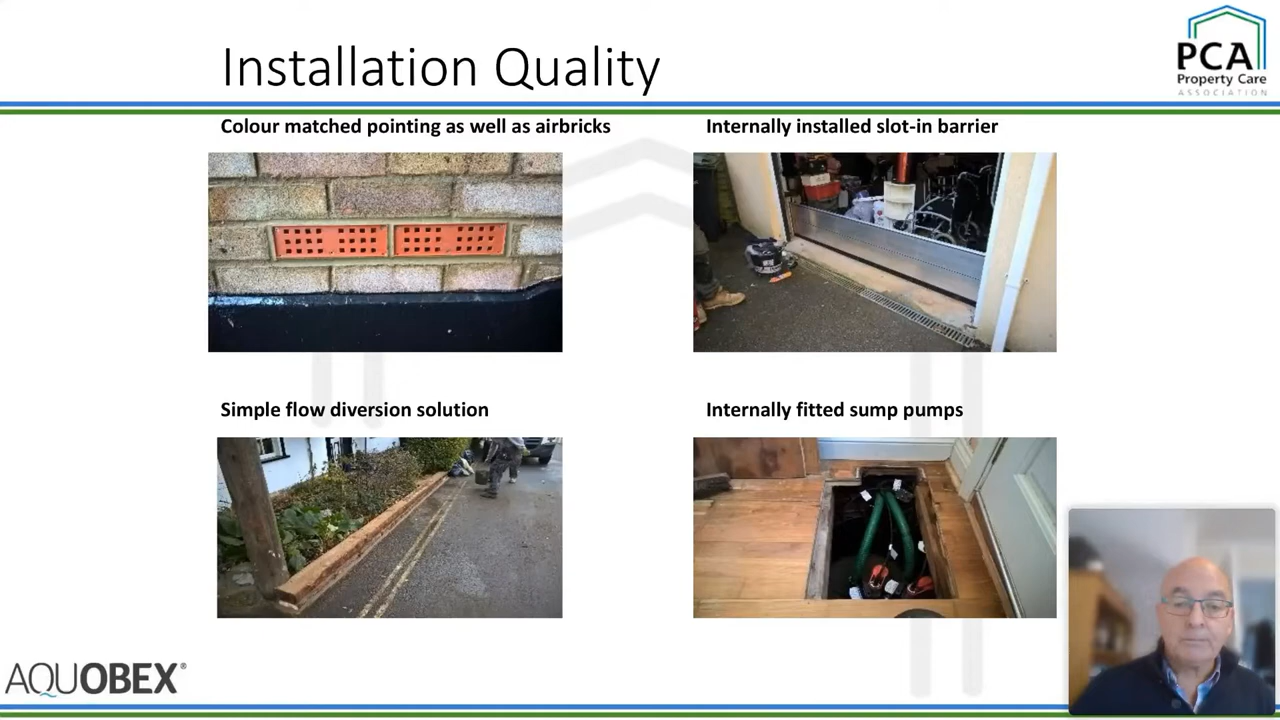 Installation Quality
PCA
Property Care
ASSOCIATION
Colour matched pointing as well as airbricks
Internally installed slot-in barrier
Simple flow diversion solution
Internally fitted sump pumps
AQUOBEX®